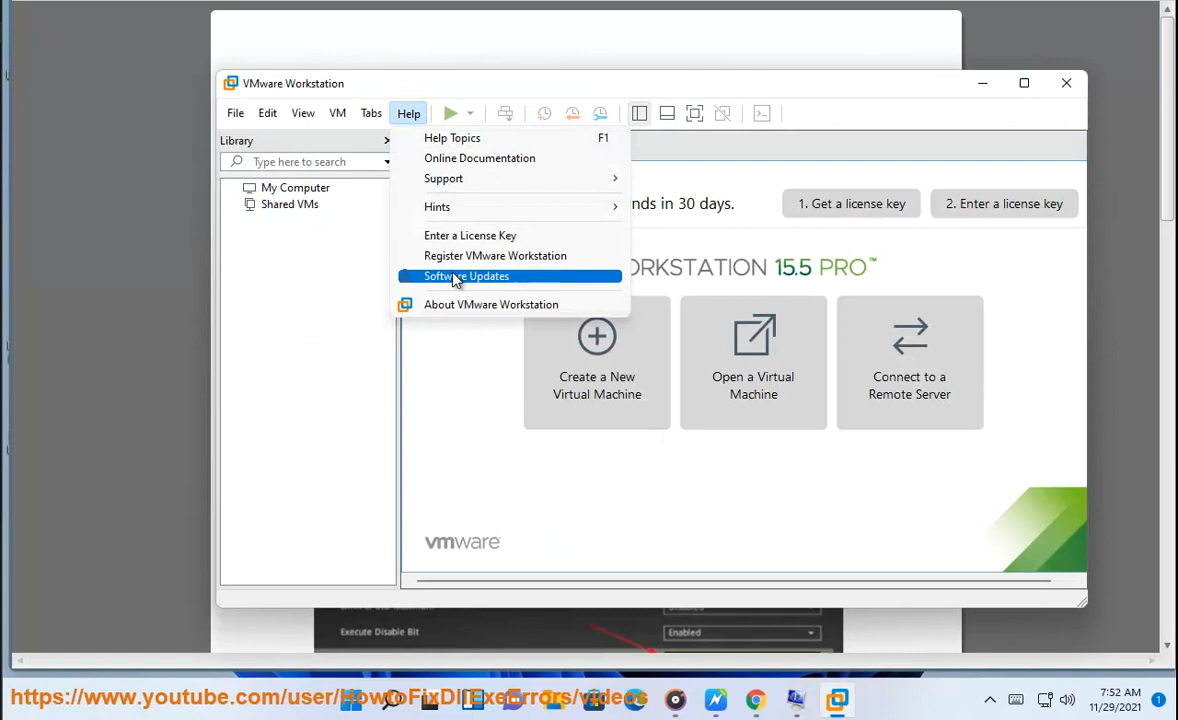 VMware Workstation
File Edit View VM Tabs Help
Library
Type here to search
My Computer
Shared VMs
Help Topics F1
Online Documentation
Support
Hints
Enter a License Key
Register VMware Workstation
Software Updates
About VMware Workstation
nds in 30 days.
1. Get a license key
2. Enter a license key
ORKSTATION 15.5 PRO™
Create a New
Virtual Machine
Open a Virtual
Machine
Connect to a
Remote Server
vmware
Execute Disable Bit Enabled
https://www.youtube.com/user/HowtoFixDllExeErrors/videos
7:52 AM
11/29/2021
1